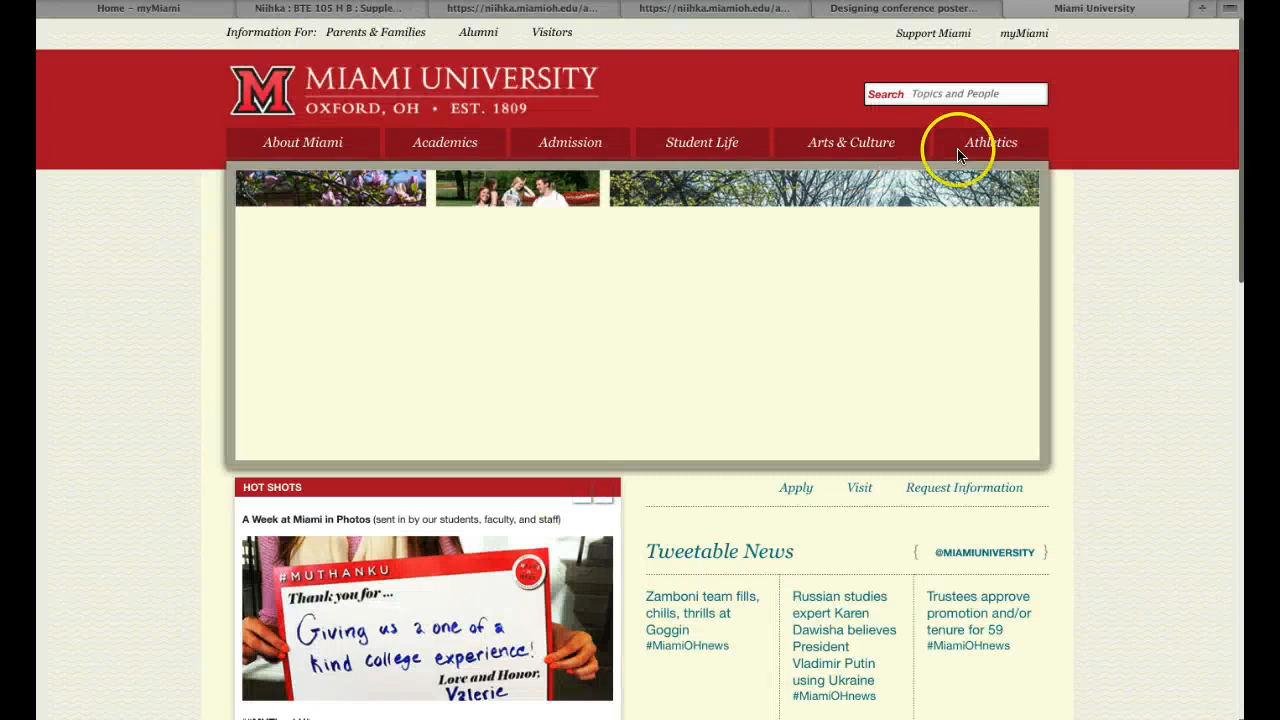 Home – myMiami
Niihka : BTE 105 H B : Supple...
https://niihka.miamioh.edu/a...
https://niihka.miamioh.edu/a...
Designing conference poster...
Miami University
Information For: Parents & Families Alumni Visitors
Support Miami myMiami
M MIAMI UNIVERSITY
OXFORD, OH • EST. 1809
Search Topics and People
About Miami Academics Admission Student Life Arts & Culture Athletics
HOT SHOTS
A Week at Miami in Photos (sent in by our students, faculty, and staff)
#MUTHANKU
Thank you for ...
Giving us a one of a
kind college experience!
Love and Honor,
Valerie
Apply Visit Request Information
Tweetable News
{ @MIAMIUNIVERSITY }
Zamboni team fills,
chills, thrills at
Goggin
#MiamiOHnews
Russian studies
expert Karen
Dawisha believes
President
Vladimir Putin
using Ukraine
#MiamiOHnews
Trustees approve
promotion and/or
tenure for 59
#MiamiOHnews